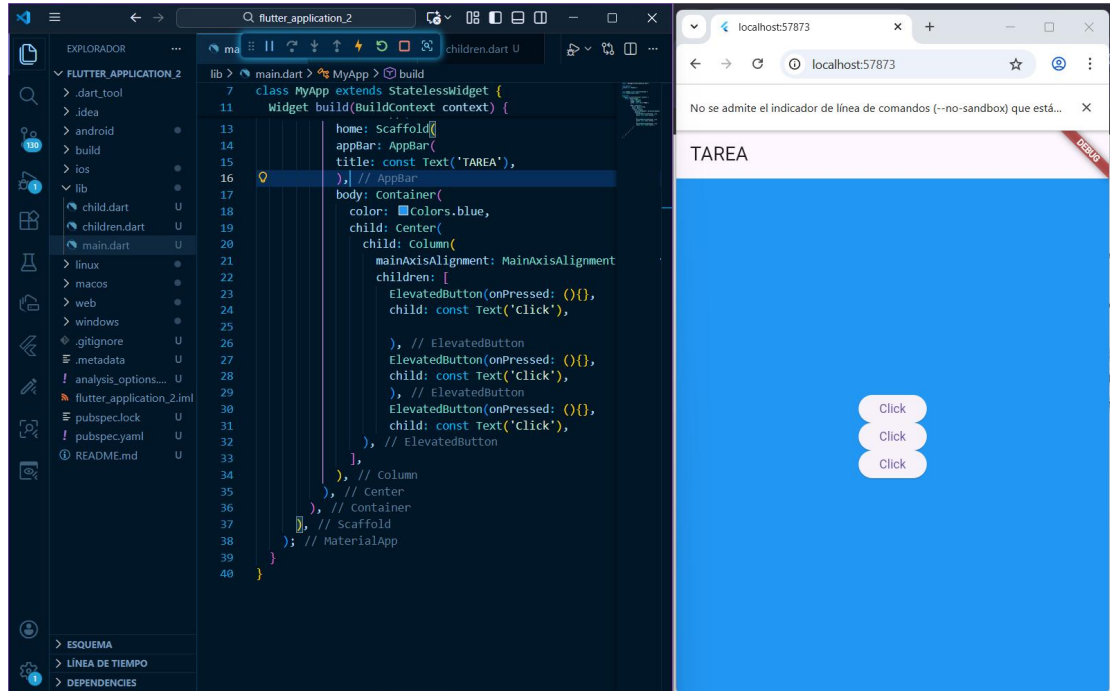 flutter_application_2
EXPLORADOR
FLUTTER_APPLICATION_2
.dart_tool
.idea
android
build
ios
lib
child.dart U
children.dart U
main.dart U
linux
macos
web
windows
.gitignore U
.metadata U
analysis_options.... U
flutter_application_2.iml
pubspec.lock U
pubspec.yaml U
README.md U
ESQUEMA
LÍNEA DE TIEMPO
DEPENDENCIES
130
1
1
ma
children.dart U
lib > main.dart > MyApp > build
7 class MyApp extends StatelessWidget {
11 Widget build(BuildContext context) {
13 home: Scaffold(
14 appBar: AppBar(
15 title: const Text('TAREA'),
16 ), // AppBar
17 body: Container(
18 color: Colors.blue,
19 child: Center(
20 child: Column(
21 mainAxisAlignment: MainAxisAlignment
22 children: [
23 ElevatedButton(onPressed: (){},
24 child: const Text('Click'),
25
26 ), // ElevatedButton
27 ElevatedButton(onPressed: (){},
28 child: const Text('Click'),
29 ), // ElevatedButton
30 ElevatedButton(onPressed: (){},
31 child: const Text('Click'),
32 ), // ElevatedButton
33 ],
34 ), // Column
35 ), // Center
36 ), // Container
37 ), // Scaffold
38 ); // MaterialApp
39 }
40 }
localhost:57873
localhost:57873
No se admite el indicador de línea de comandos (--no-sandbox) que está...
TAREA
DEBUG
Click
Click
Click